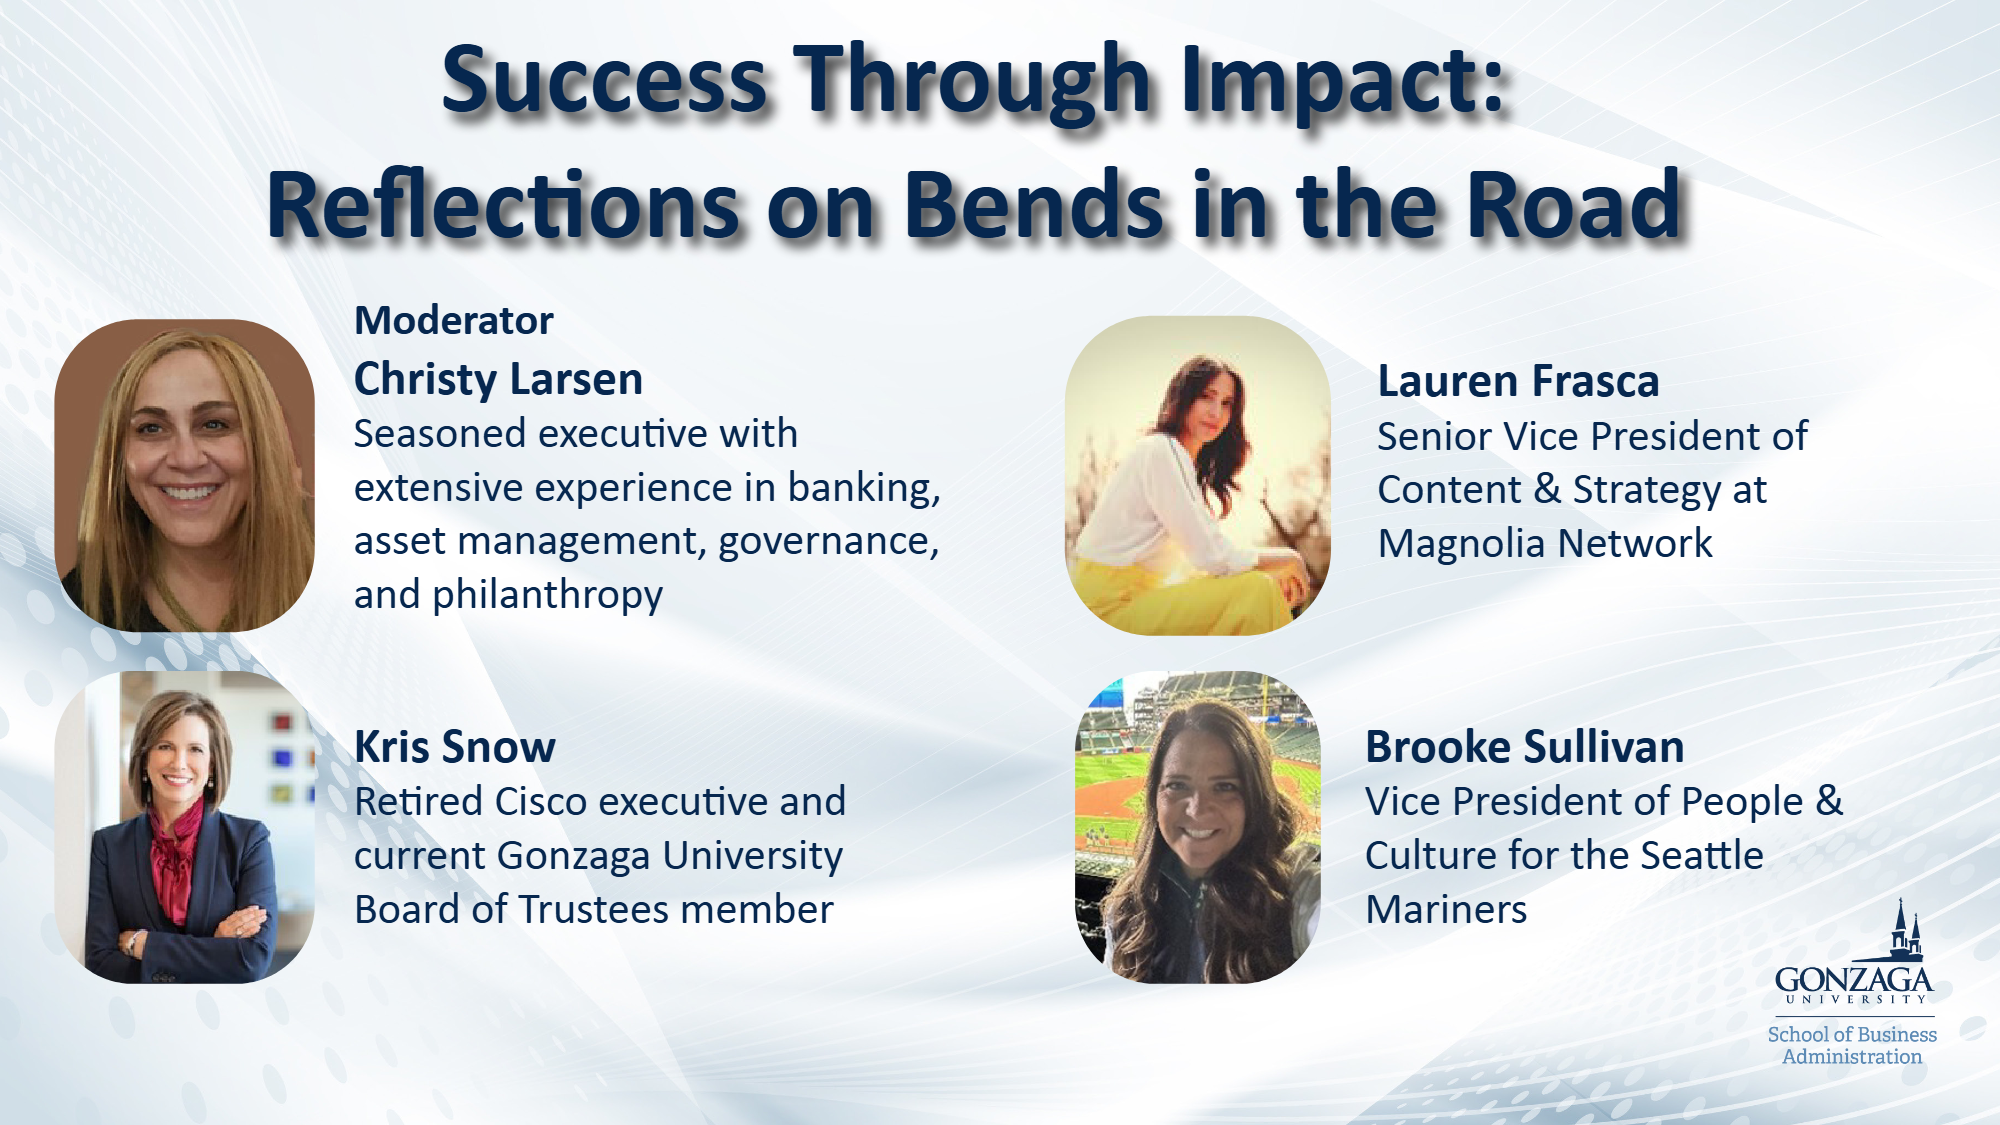 Success Through Impact:
Reflections on Bends in the Road
Moderator
Christy Larsen
Seasoned executive with
extensive experience in banking,
asset management, governance,
and philanthropy
Lauren Frasca
Senior Vice President of
Content & Strategy at
Magnolia Network
Kris Snow
Retired Cisco executive and
current Gonzaga University
Board of Trustees member
Brooke Sullivan
Vice President of People &
Culture for the Seattle
Mariners
GONZAGA
UNIVERSITY
School of Business
Administration